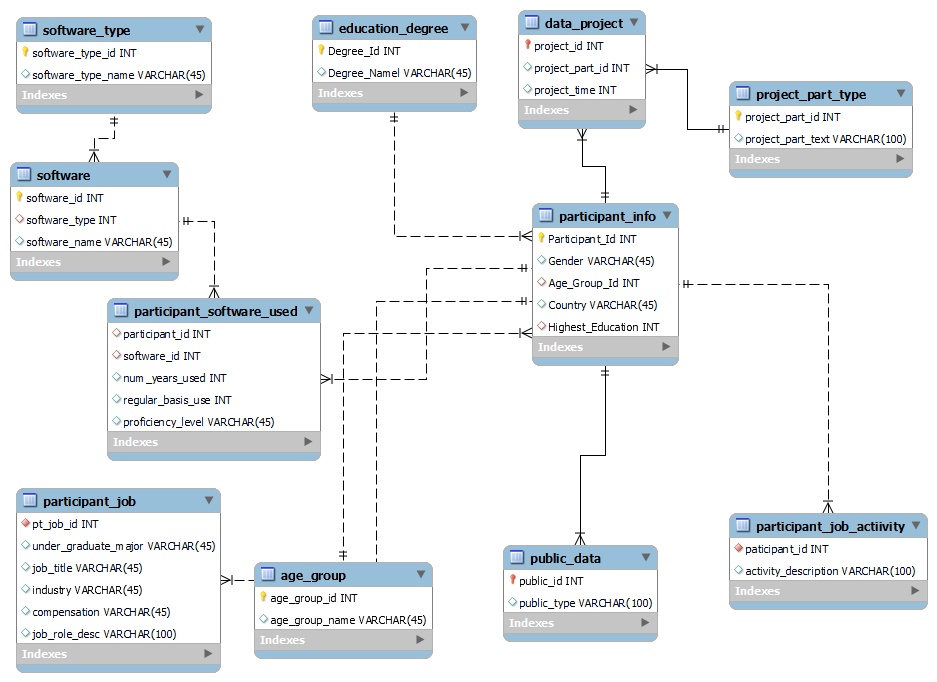 software_type
software_type_id INT
software_type_name VARCHAR(45)
Indexes
education_degree
Degree_Id INT
Degree_Namel VARCHAR(45)
Indexes
data_project
project_id INT
project_part_id INT
project_time INT
Indexes
project_part_type
project_part_id INT
project_part_text VARCHAR(100)
Indexes
software
software_id INT
software_type INT
software_name VARCHAR(45)
Indexes
participant_info
Participant_Id INT
Gender VARCHAR(45)
Age_Group_Id INT
Country VARCHAR(45)
Highest_Education INT
Indexes
participant_software_used
participant_id INT
software_id INT
num _years_used INT
regular_basis_use INT
proficiency_level VARCHAR(45)
Indexes
participant_job
pt_job_id INT
under_graduate_major VARCHAR(45)
job_title VARCHAR(45)
industry VARCHAR(45)
compensation VARCHAR(45)
job_role_desc VARCHAR(100)
Indexes
age_group
age_group_id INT
age_group_name VARCHAR(45)
Indexes
public_data
public_id INT
public_type VARCHAR(100)
Indexes
participant_job_actiivity
paticipant_id INT
activity_description VARCHAR(100)
Indexes